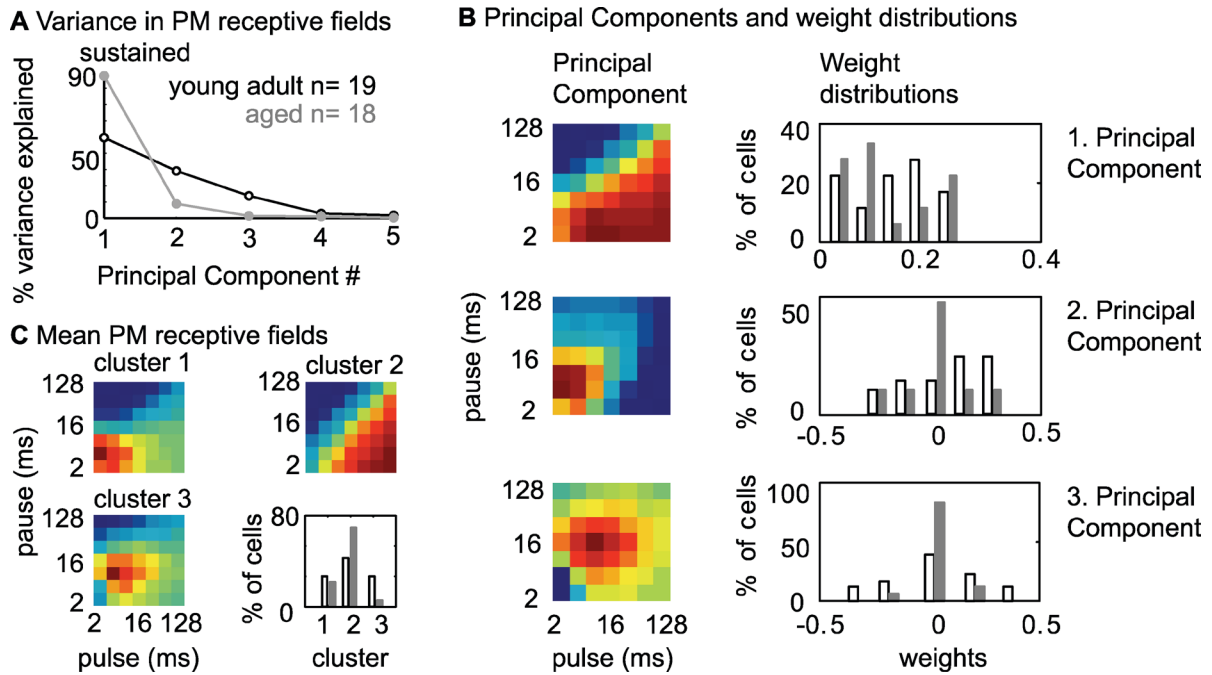 A Variance in PM receptive fields
sustained
90
50
0
% variance explained
young adult n= 19
aged n= 18
1 2 3 4 5
Principal Component #
B Principal Components and weight distributions
Principal
Component
Weight
distributions
128
16
2
% of cells
40
20
0
0 0.2 0.4
1. Principal
Component
pause (ms)
128
16
2
% of cells
50
0
-0.5 0 0.5
2. Principal
Component
128
16
2
2 16 128
pulse (ms)
% of cells
100
50
0
-0.5 0 0.5
weights
3. Principal
Component
C Mean PM receptive fields
cluster 1
128
16
2
cluster 2
128
16
2
pause (ms)
cluster 3
128
16
2
2 16 128
pulse (ms)
% of cells
80
0
1 2 3
cluster